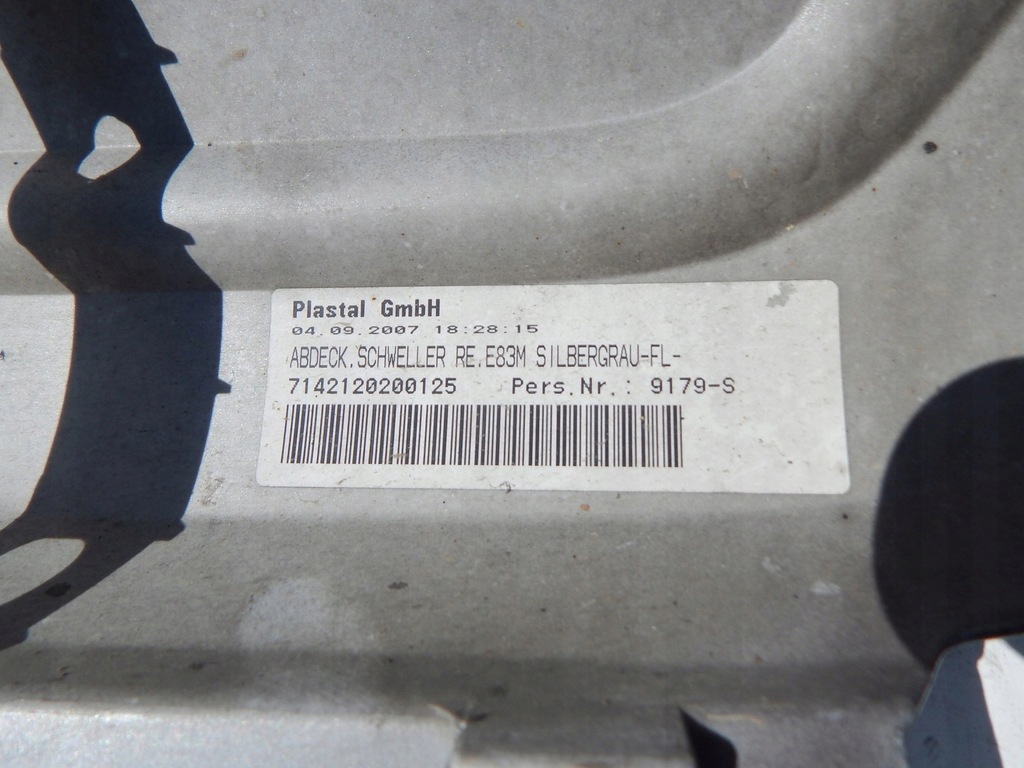 Plastal GmbH
04.09.2007 18:28:15
ABDECK.SCHWELLER RE.E83M SILBERGRAU-FL-
7142120200125 Pers.Nr.: 9179-S